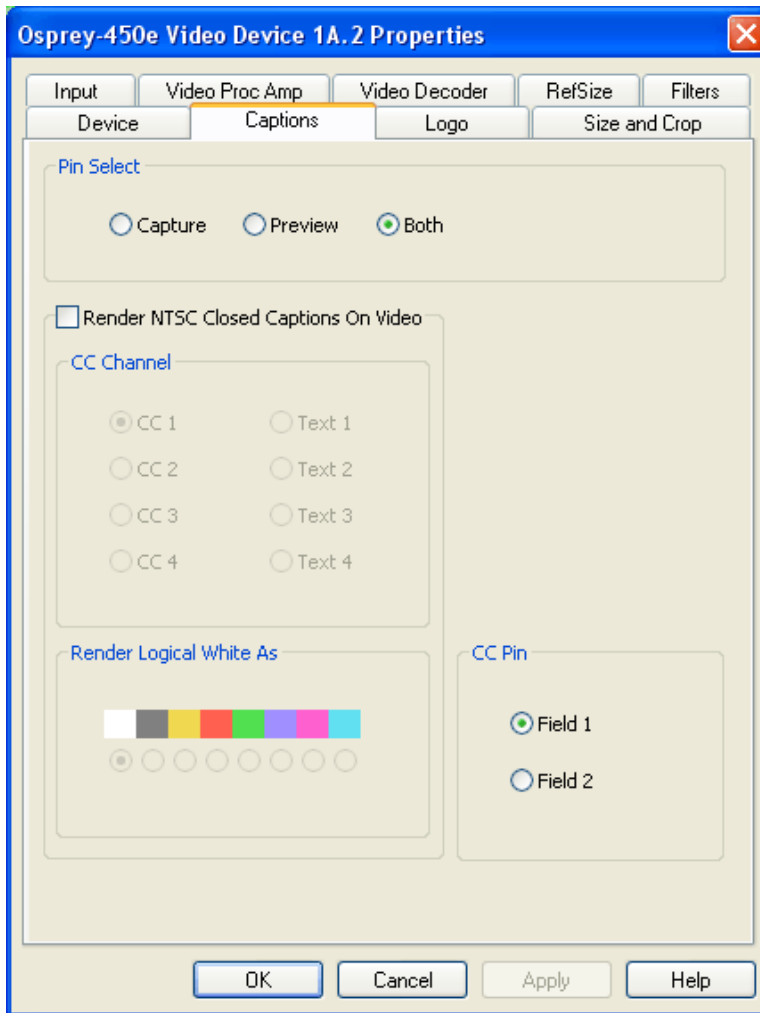 Osprey-450e Video Device 1A.2 Properties
Input Video Proc Amp Video Decoder RefSize Filters
Device Captions Logo Size and Crop
Pin Select
Capture Preview Both
Render NTSC Closed Captions On Video
CC Channel
CC 1 Text 1
CC 2 Text 2
CC 3 Text 3
CC 4 Text 4
Render Logical White As
CC Pin
Field 1
Field 2
OK Cancel Apply Help